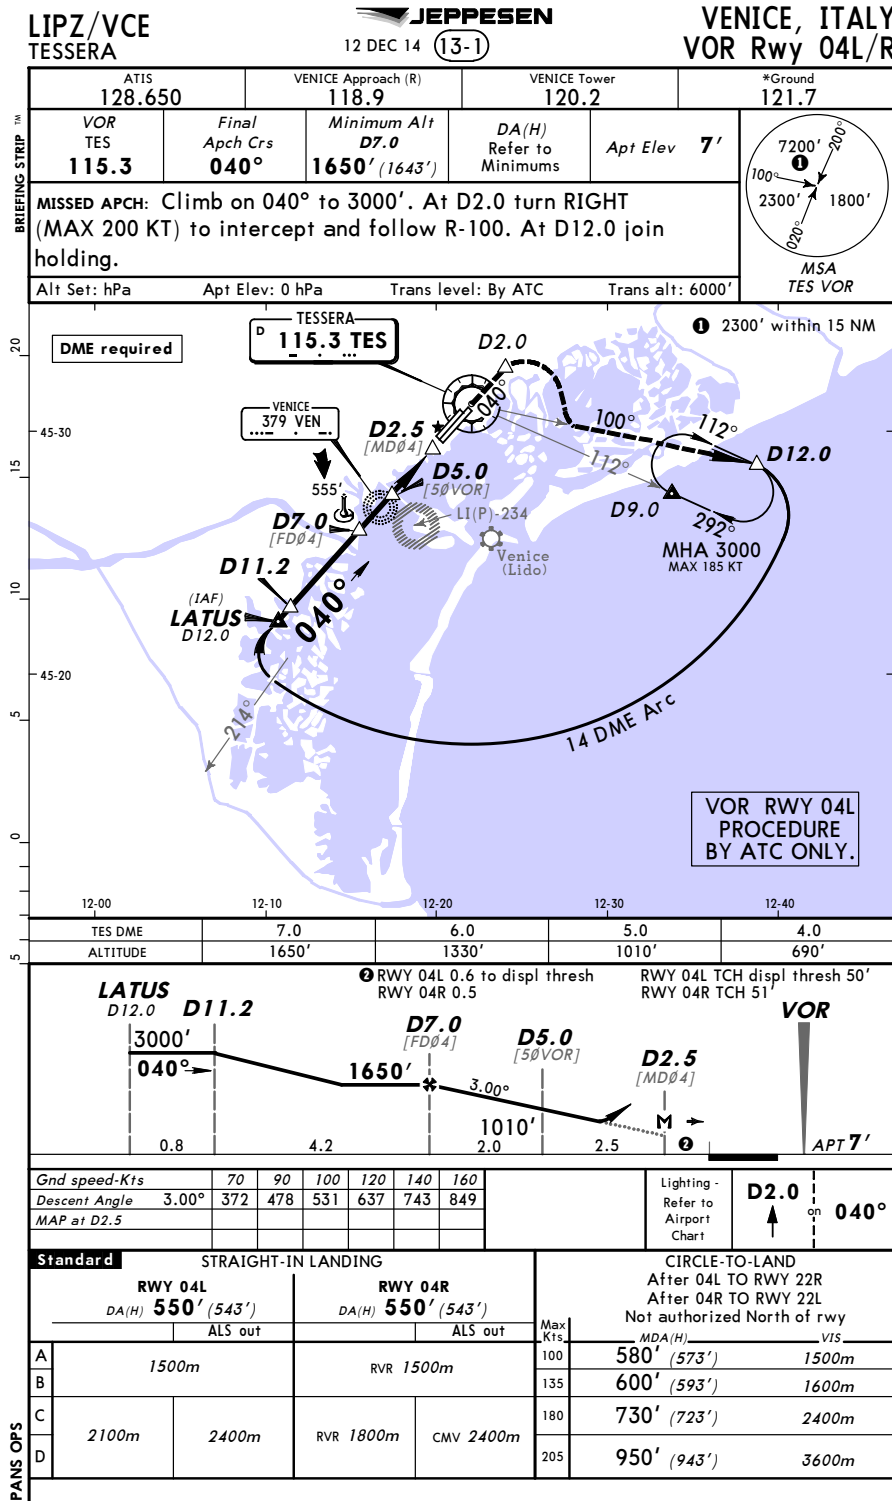 LIPZ/VCE
TESSERA
JEPPESEN
12 DEC 14 13-1
VENICE, ITALY
VOR Rwy 04L/R
BRIEFING STRIP TM
ATIS
128.650
VENICE Approach (R)
118.9
VENICE Tower
120.2
*Ground
121.7
VOR
TES
115.3
Final
Apch Crs
040°
Minimum Alt
D7.0
1650' (1643')
DA(H)
Refer to
Minimums
Apt Elev 7'
MISSED APCH: Climb on 040° to 3000'. At D2.0 turn RIGHT
(MAX 200 KT) to intercept and follow R-100. At D12.0 join
holding.
Alt Set: hPa Apt Elev: 0 hPa Trans level: By ATC Trans alt: 6000'
7200'
1
200°
100°
2300'
1800'
020°
MSA
TES VOR
1 2300' within 15 NM
DME required
TESSERA
D 115.3 TES
VENICE
379 VEN
D2.0
040°
D2.5
[MD04]
D5.0
[50VOR]
555'
D7.0
[FD04]
LI(P)-234
D11.2
(IAF)
LATUS
D12.0
040°
Venice
(Lido)
100°
112°
112°
D12.0
D9.0
292°
MHA 3000
MAX 185 KT
14 DME Arc
214°
VOR RWY 04L
PROCEDURE
BY ATC ONLY.
45-30
45-20
20
15
10
5
0
5
12-00
12-10
12-20
12-30
12-40
TES DME 7.0 6.0 5.0 4.0
ALTITUDE 1650' 1330' 1010' 690'
2 RWY 04L 0.6 to displ thresh
RWY 04R 0.5
RWY 04L TCH displ thresh 50'
RWY 04R TCH 51'
LATUS
D12.0
D11.2
D7.0
[FD04]
D5.0
[50VOR]
D2.5
[MD04]
VOR
3000'
040°
1650'
3.00°
1010'
M
0.8 4.2 2.0 2.5 2
APT 7'
Gnd speed-Kts 70 90 100 120 140 160
Descent Angle 3.00° 372 478 531 637 743 849
MAP at D2.5
Lighting -
Refer to
Airport
Chart
D2.0
on 040°
Standard STRAIGHT-IN LANDING
RWY 04L
DA(H) 550' (543')
ALS out
RWY 04R
DA(H) 550' (543')
ALS out
CIRCLE-TO-LAND
After 04L TO RWY 22R
After 04R TO RWY 22L
Not authorized North of rwy
Max
Kts
MDA(H) VIS
A
B
C
D
1500m
RVR 1500m
2100m 2400m RVR 1800m CMV 2400m
100 580' (573') 1500m
135 600' (593') 1600m
180 730' (723') 2400m
205 950' (943') 3600m
PANS OPS